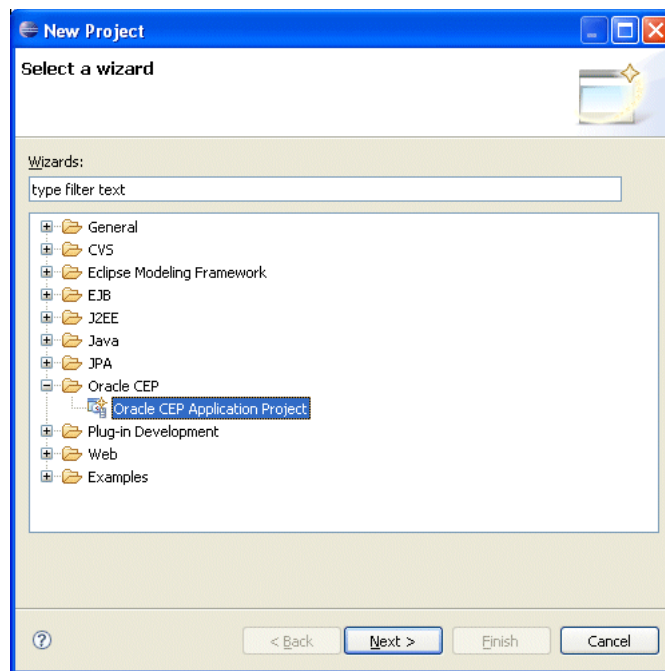 New Project
Select a wizard
Wizards:
type filter text
General
CVS
Eclipse Modeling Framework
EJB
J2EE
Java
JPA
Oracle CEP
Oracle CEP Application Project
Plug-in Development
Web
Examples
?
< Back Next > Finish Cancel